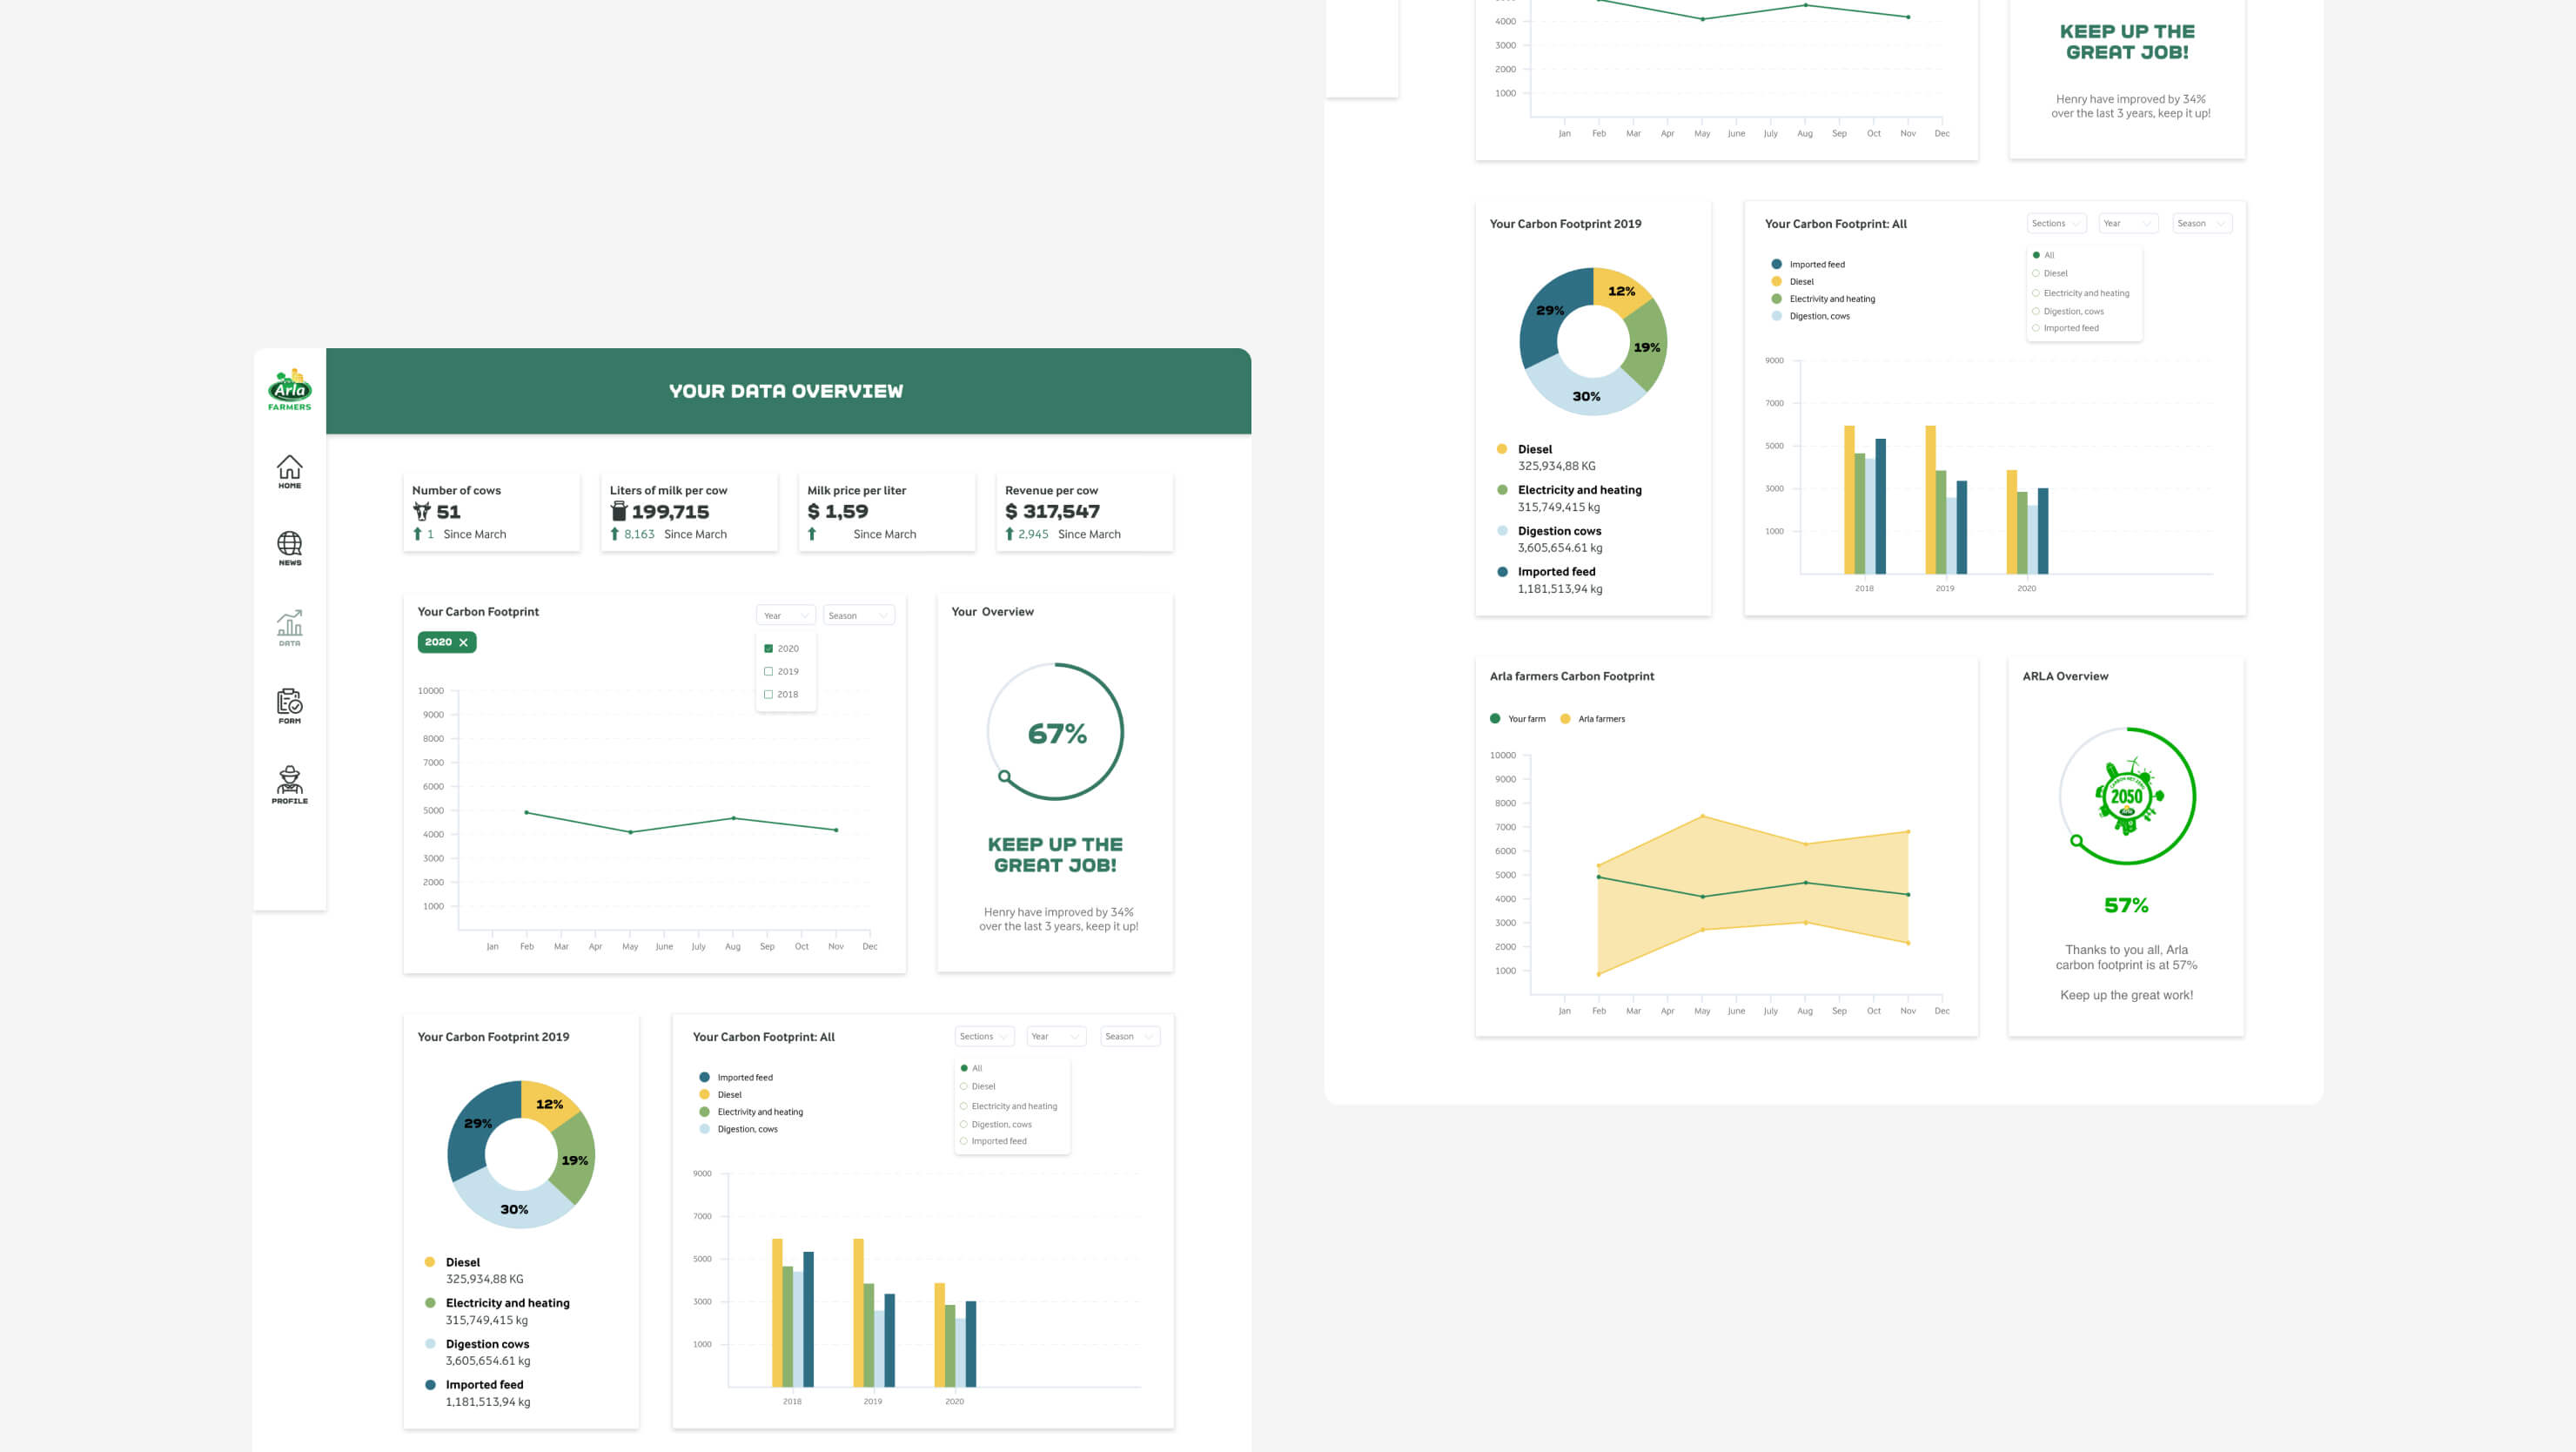 Arla
FARMERS
HOME
NEWS
DATA
FORM
PROFILE
YOUR DATA OVERVIEW
Number of cows
51
1 Since March
Liters of milk per cow
199,715
8,163 Since March
Milk price per liter
$ 1,59
Since March
Revenue per cow
$ 317,547
2,945 Since March
Your Carbon Footprint
2020
Year
Season
2020
2019
2018
10000
9000
8000
7000
6000
5000
4000
3000
2000
1000
Jan Feb Mar Apr May June July Aug Sep Oct Nov Dec
Your Overview
67%
KEEP UP THE
GREAT JOB!
Henry have improved by 34%
over the last 3 years, keep it up!
Your Carbon Footprint 2019
12%
29%
19%
30%
Diesel
325,934,88 KG
Electricity and heating
315,749,415 kg
Digestion cows
3,605,654.61 kg
Imported feed
1,181,513,94 kg
Your Carbon Footprint: All
Sections
Year
Season
Imported feed
Diesel
Electrivity and heating
Digestion, cows
All
Diesel
Electricity and heating
Digestion, cows
Imported feed
9000
7000
5000
3000
1000
2018 2019 2020
4000
3000
2000
1000
Jan Feb Mar Apr May June July Aug Sep Oct Nov Dec
KEEP UP THE
GREAT JOB!
Henry have improved by 34%
over the last 3 years, keep it up!
Your Carbon Footprint 2019
12%
29%
19%
30%
Diesel
325,934,88 KG
Electricity and heating
315,749,415 kg
Digestion cows
3,605,654.61 kg
Imported feed
1,181,513,94 kg
Your Carbon Footprint: All
Sections
Year
Season
Imported feed
Diesel
Electrivity and heating
Digestion, cows
All
Diesel
Electricity and heating
Digestion, cows
Imported feed
9000
7000
5000
3000
1000
2018 2019 2020
Arla farmers Carbon Footprint
Your farm
Arla farmers
10000
9000
8000
7000
6000
5000
4000
3000
2000
1000
Jan Feb Mar Apr May June July Aug Sep Oct Nov Dec
ARLA Overview
2050
57%
Thanks to you all, Arla
carbon footprint is at 57%
Keep up the great work!